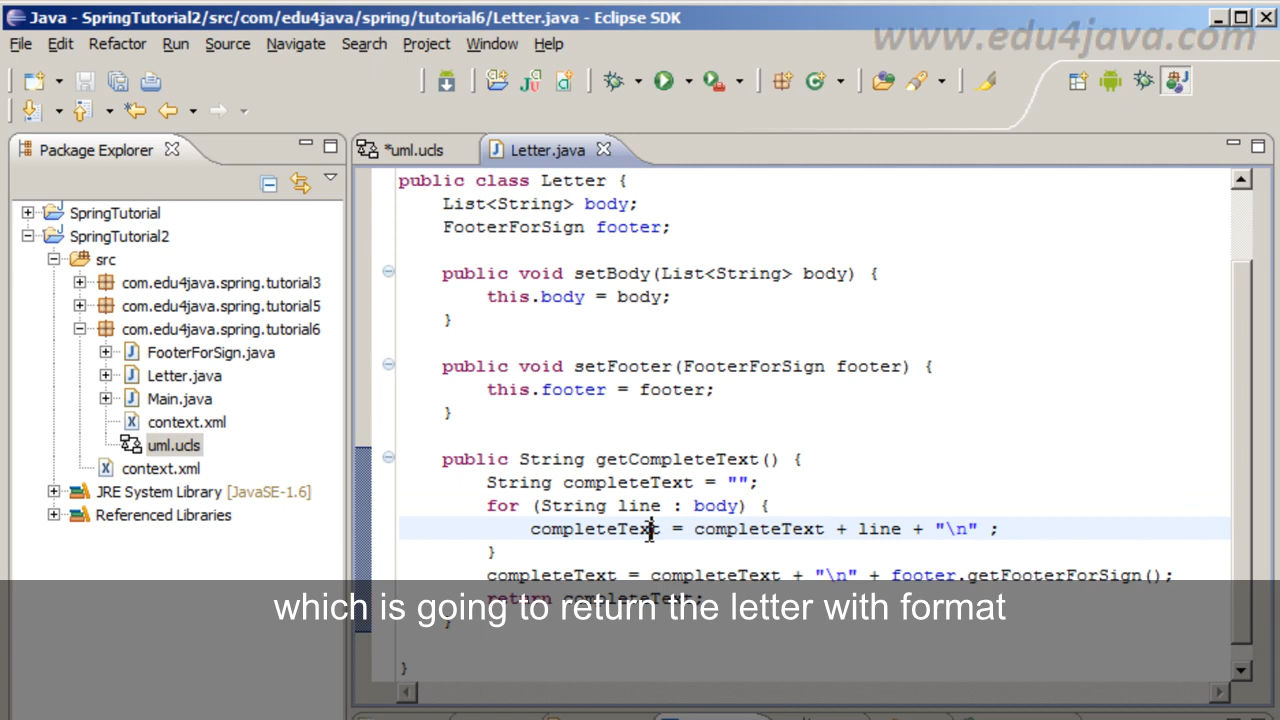 Java - SpringTutorial2/src/com/edu4java/spring/tutorial6/Letter.java - Eclipse SDK
File Edit Refactor Run Source Navigate Search Project Window Help
www.edu4java.com
Package Explorer
*uml.ucls
Letter.java
SpringTutorial
SpringTutorial2
src
com.edu4java.spring.tutorial3
com.edu4java.spring.tutorial5
com.edu4java.spring.tutorial6
FooterForSign.java
Letter.java
Main.java
context.xml
uml.ucls
context.xml
JRE System Library [JavaSE-1.6]
Referenced Libraries
public class Letter {
List<String> body;
FooterForSign footer;
public void setBody(List<String> body) {
this.body = body;
}
public void setFooter(FooterForSign footer) {
this.footer = footer;
}
public String getCompleteText() {
String completeText = "";
for (String line : body) {
completeText = completeText + line + "\n" ;
}
completeText = completeText + "\n" + footer.getFooterForSign();
return completeText;
}
}
which is going to return the letter with format